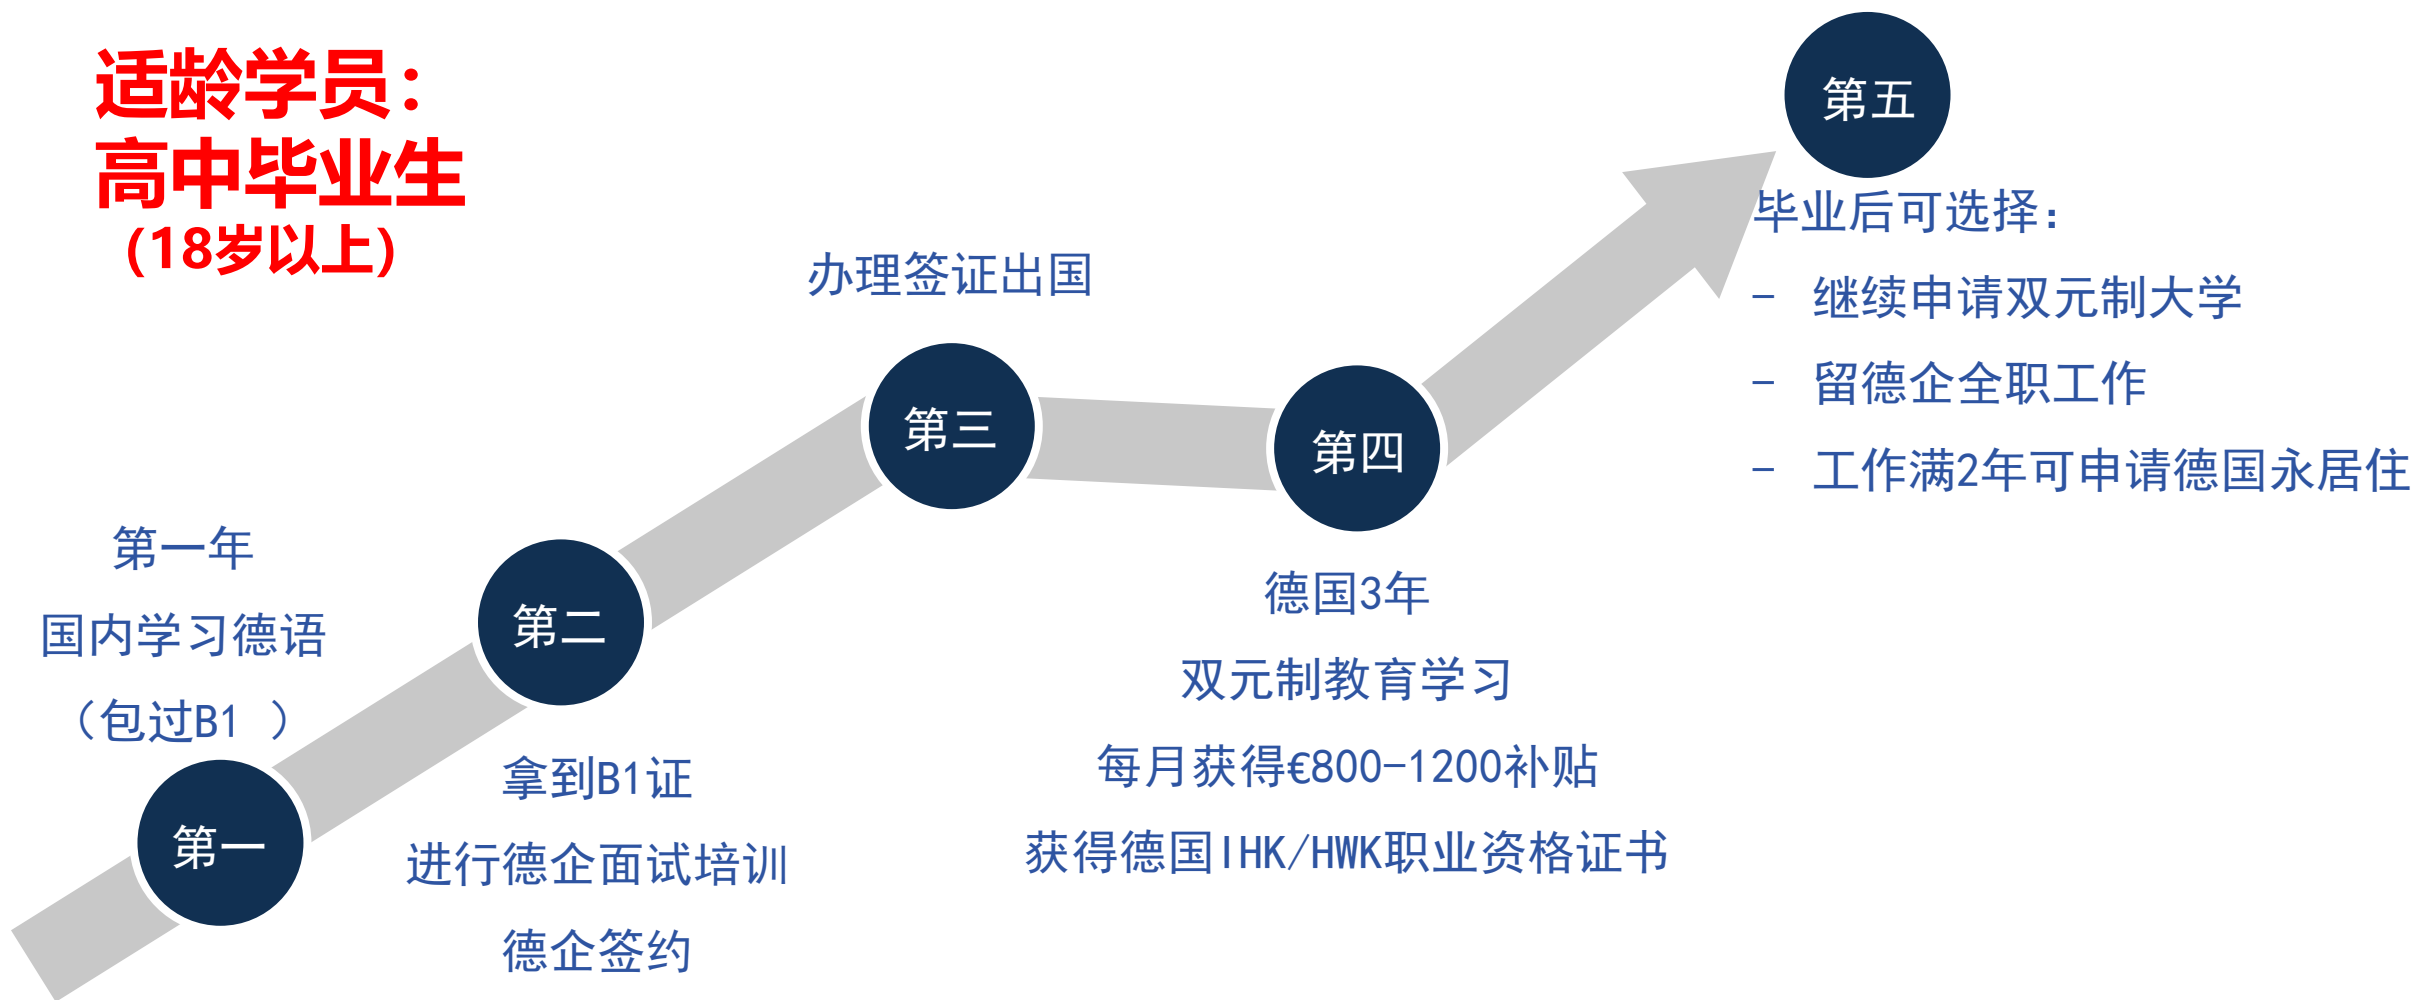 适龄学员：
高中毕业生
(18岁以上)
第一年
国内学习德语
（包过B1 ）
第一
第二
拿到B1证
进行德企面试培训
德企签约
办理签证出国
第三
第四
德国3年
双元制教育学习
每月获得€800-1200补贴
获得德国IHK/HWK职业资格证书
第五
毕业后可选择：
- 继续申请双元制大学
- 留德企全职工作
- 工作满2年可申请德国永居住